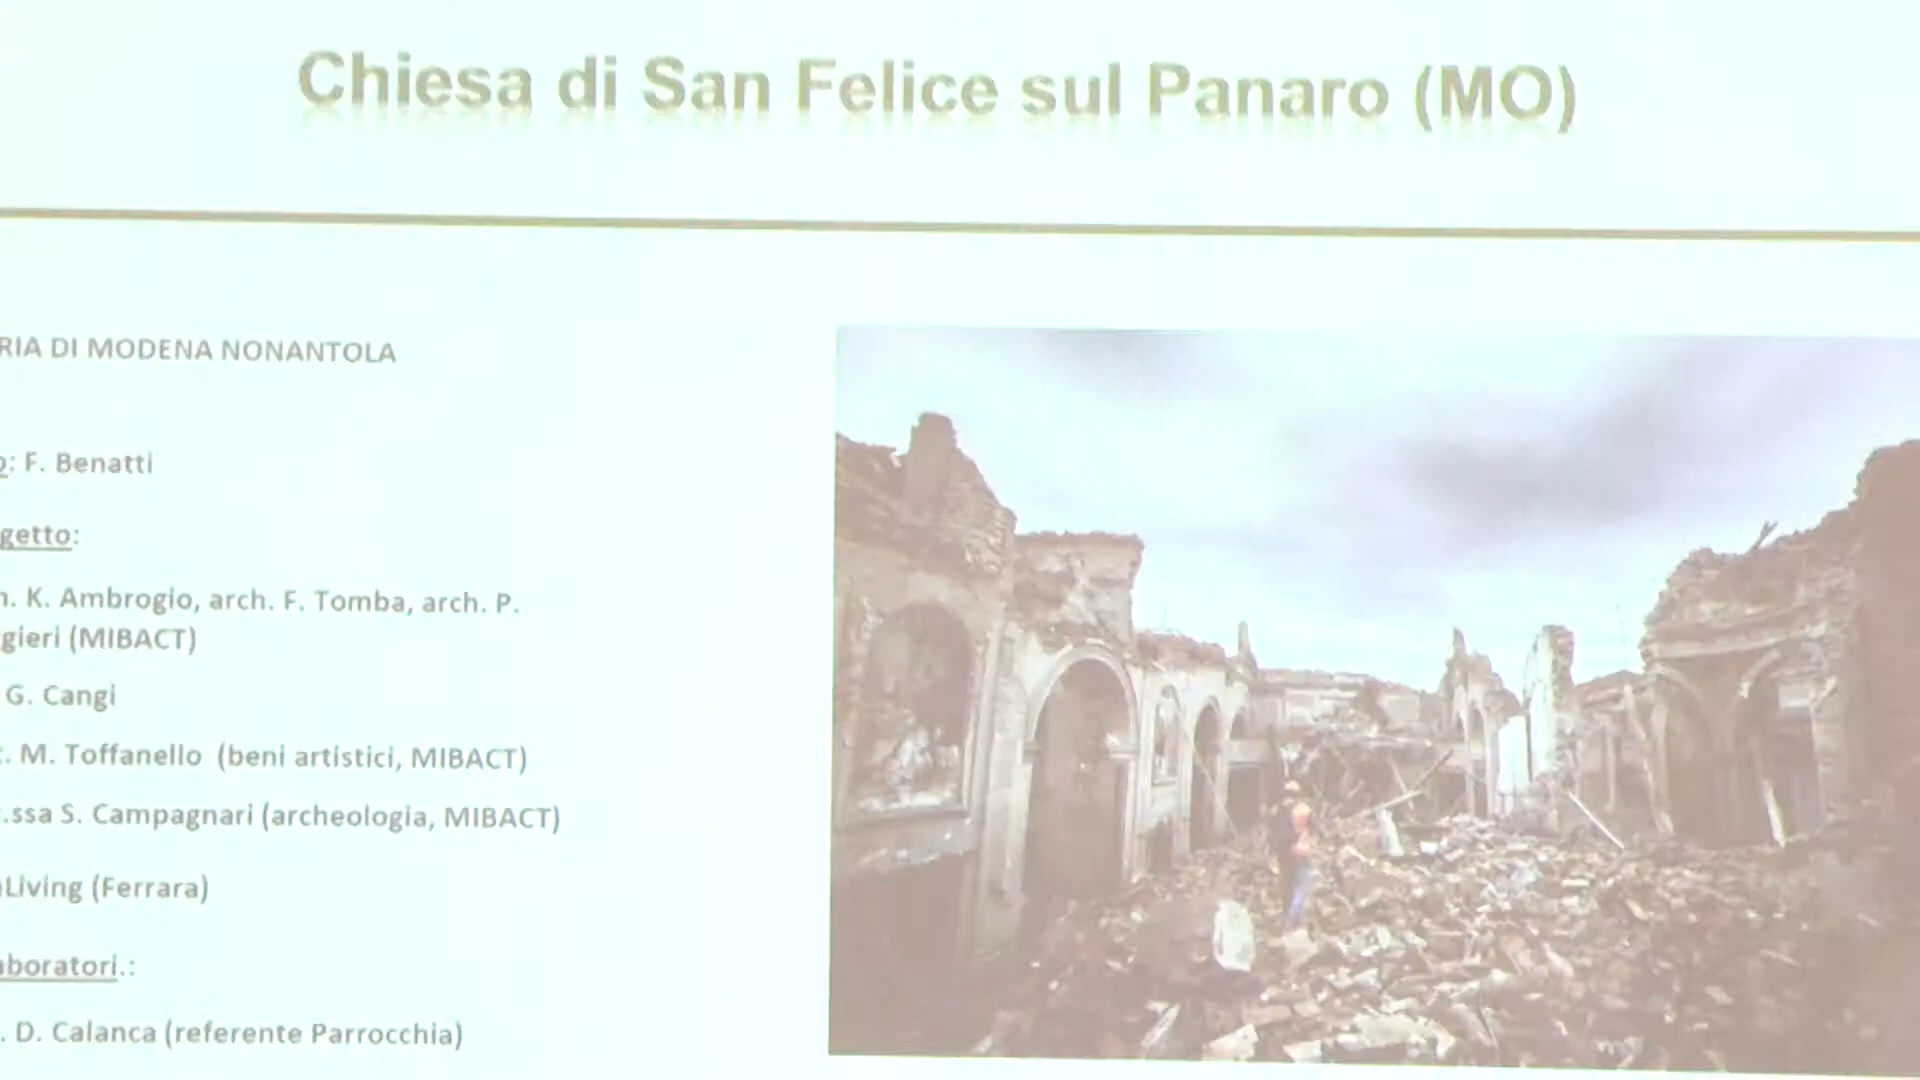 Chiesa di San Felice sul Panaro (MO)
RIA DI MODENA NONANTOLA
: F. Benatti
getto:
. K. Ambrogio, arch. F. Tomba, arch. P.
gieri (MIBACT)
G. Cangi
. M. Toffanello (beni artistici, MIBACT)
.ssa S. Campagnari (archeologia, MIBACT)
Living (Ferrara)
boratori.:
. D. Calanca (referente Parrocchia)